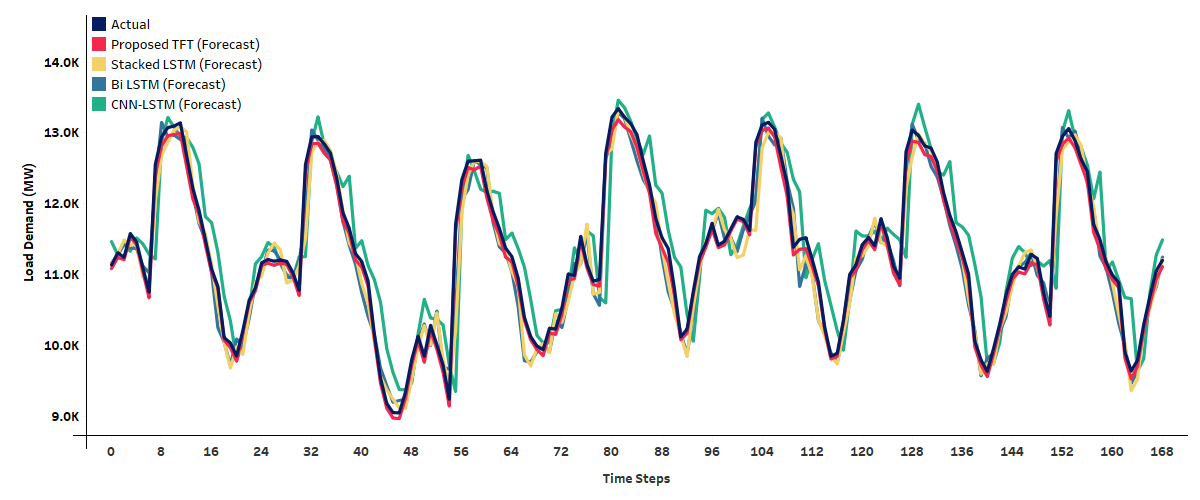 Actual
Proposed TFT (Forecast)
Stacked LSTM (Forecast)
Bi LSTM (Forecast)
CNN-LSTM (Forecast)
14.0K
13.0K
12.0K
11.0K
10.0K
9.0K
Load Demand (MW)
0 8 16 24 32 40 48 56 64 72 80 88 96 104 112 120 128 136 144 152 160 168
Time Steps